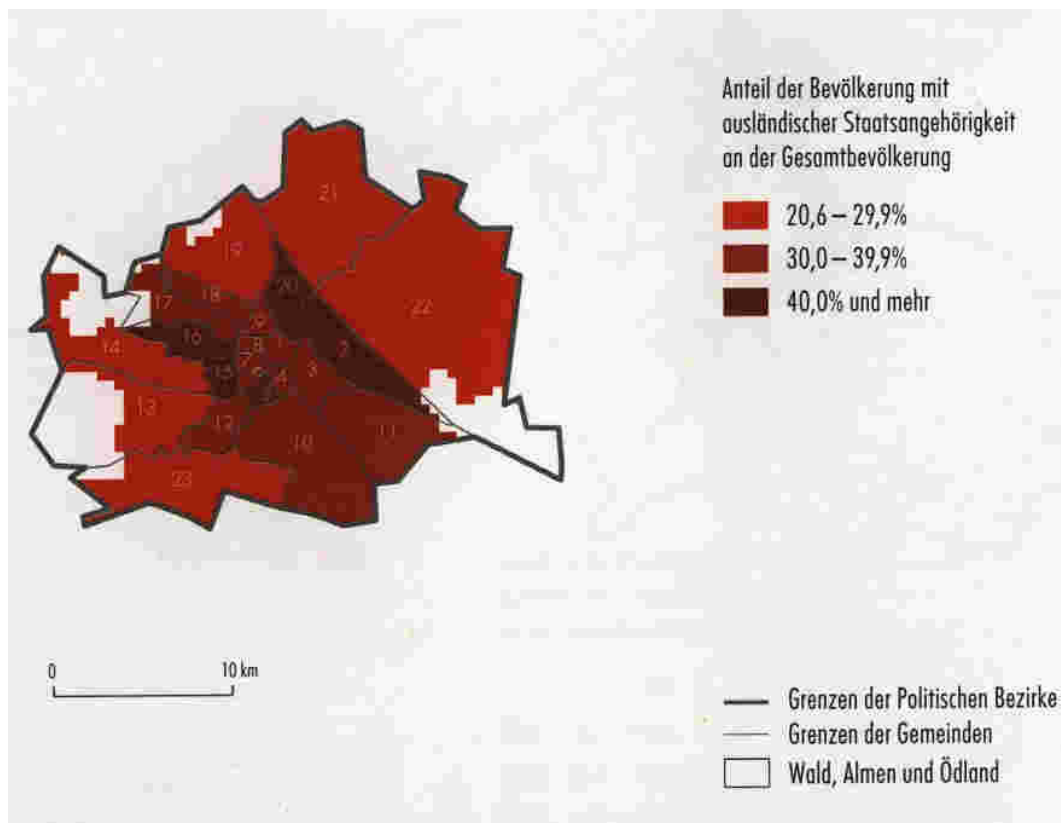 Anteil der Bevölkerung mit
ausländischer Staatsangehörigkeit
an der Gesamtbevölkerung
20,6 – 29,9%
30,0 – 39,9%
40,0% und mehr
21
19
20
22
17
18
16
9
14
8
1
2
7
15
6
3
4
13
12
10
11
23
0 10 km
Grenzen der Politischen Bezirke
Grenzen der Gemeinden
Wald, Almen und Ödland